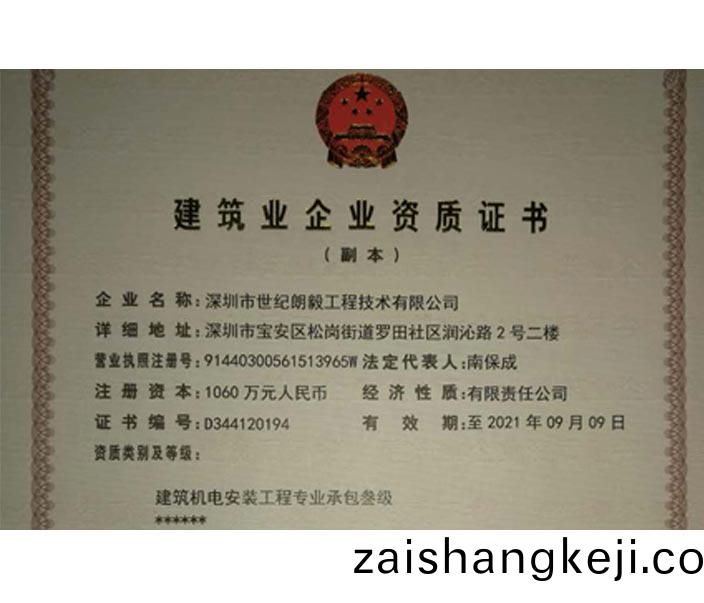 建筑业企业资质证书
（副本）
企业名称：深圳市世纪朗毅工程技术有限公司
详细地址：深圳市宝安区松岗街道罗田社区润沁路2号二楼
营业执照注册号：91440300561513965W 法定代表人：南保成
注册资本：1060万元人民币 经济性质：有限责任公司
证书编号：D344120194 有效期：至2021年09月09日
资质类别及等级：
建筑机电安装工程专业承包叁级
******
zaishangkeji.co